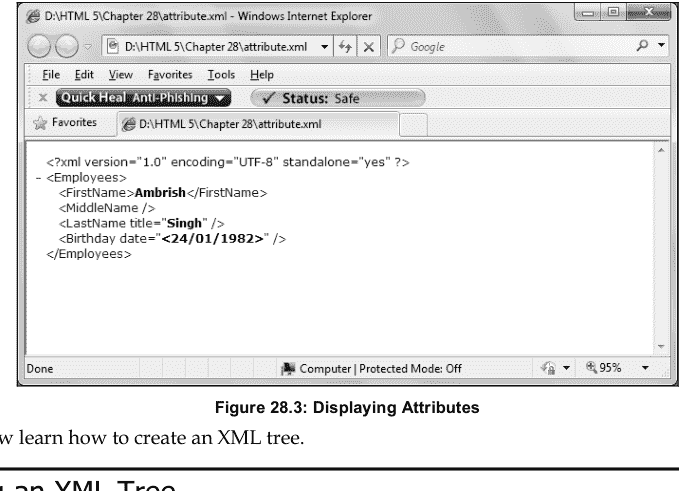 D:\HTML 5\Chapter 28\attribute.xml - Windows Internet Explorer
D:\HTML 5\Chapter 28\attribute.xml
Google
File Edit View Favorites Tools Help
Quick Heal Anti-Phishing
Status: Safe
Favorites
D:\HTML 5\Chapter 28\attribute.xml
<?xml version="1.0" encoding="UTF-8" standalone="yes" ?>
- <Employees>
<FirstName>Ambrish</FirstName>
<MiddleName />
<LastName title="Singh" />
<Birthday date="<24/01/1982>" />
</Employees>
Done
Computer | Protected Mode: Off
95%
Figure 28.3: Displaying Attributes
learn how to create an XML tree.
an XML Tree